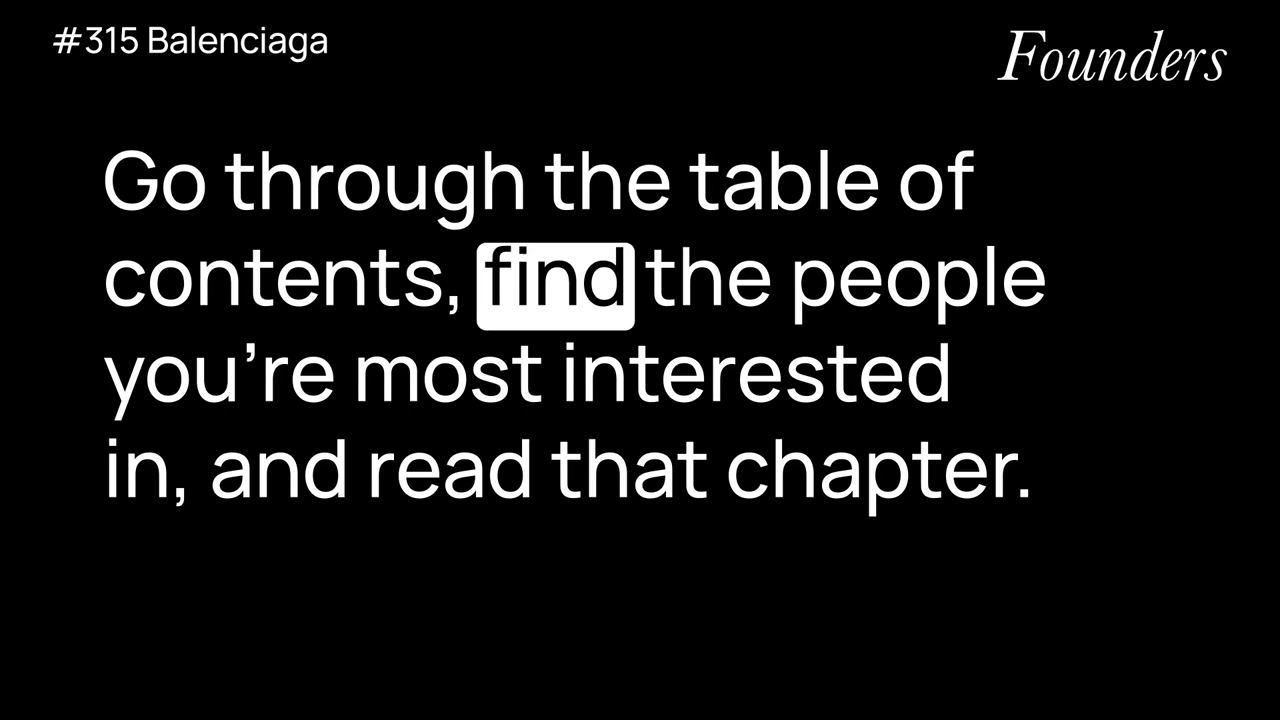 #315 Balenciaga
Founders
Go through the table of
contents, find the people
you’re most interested
in, and read that chapter.